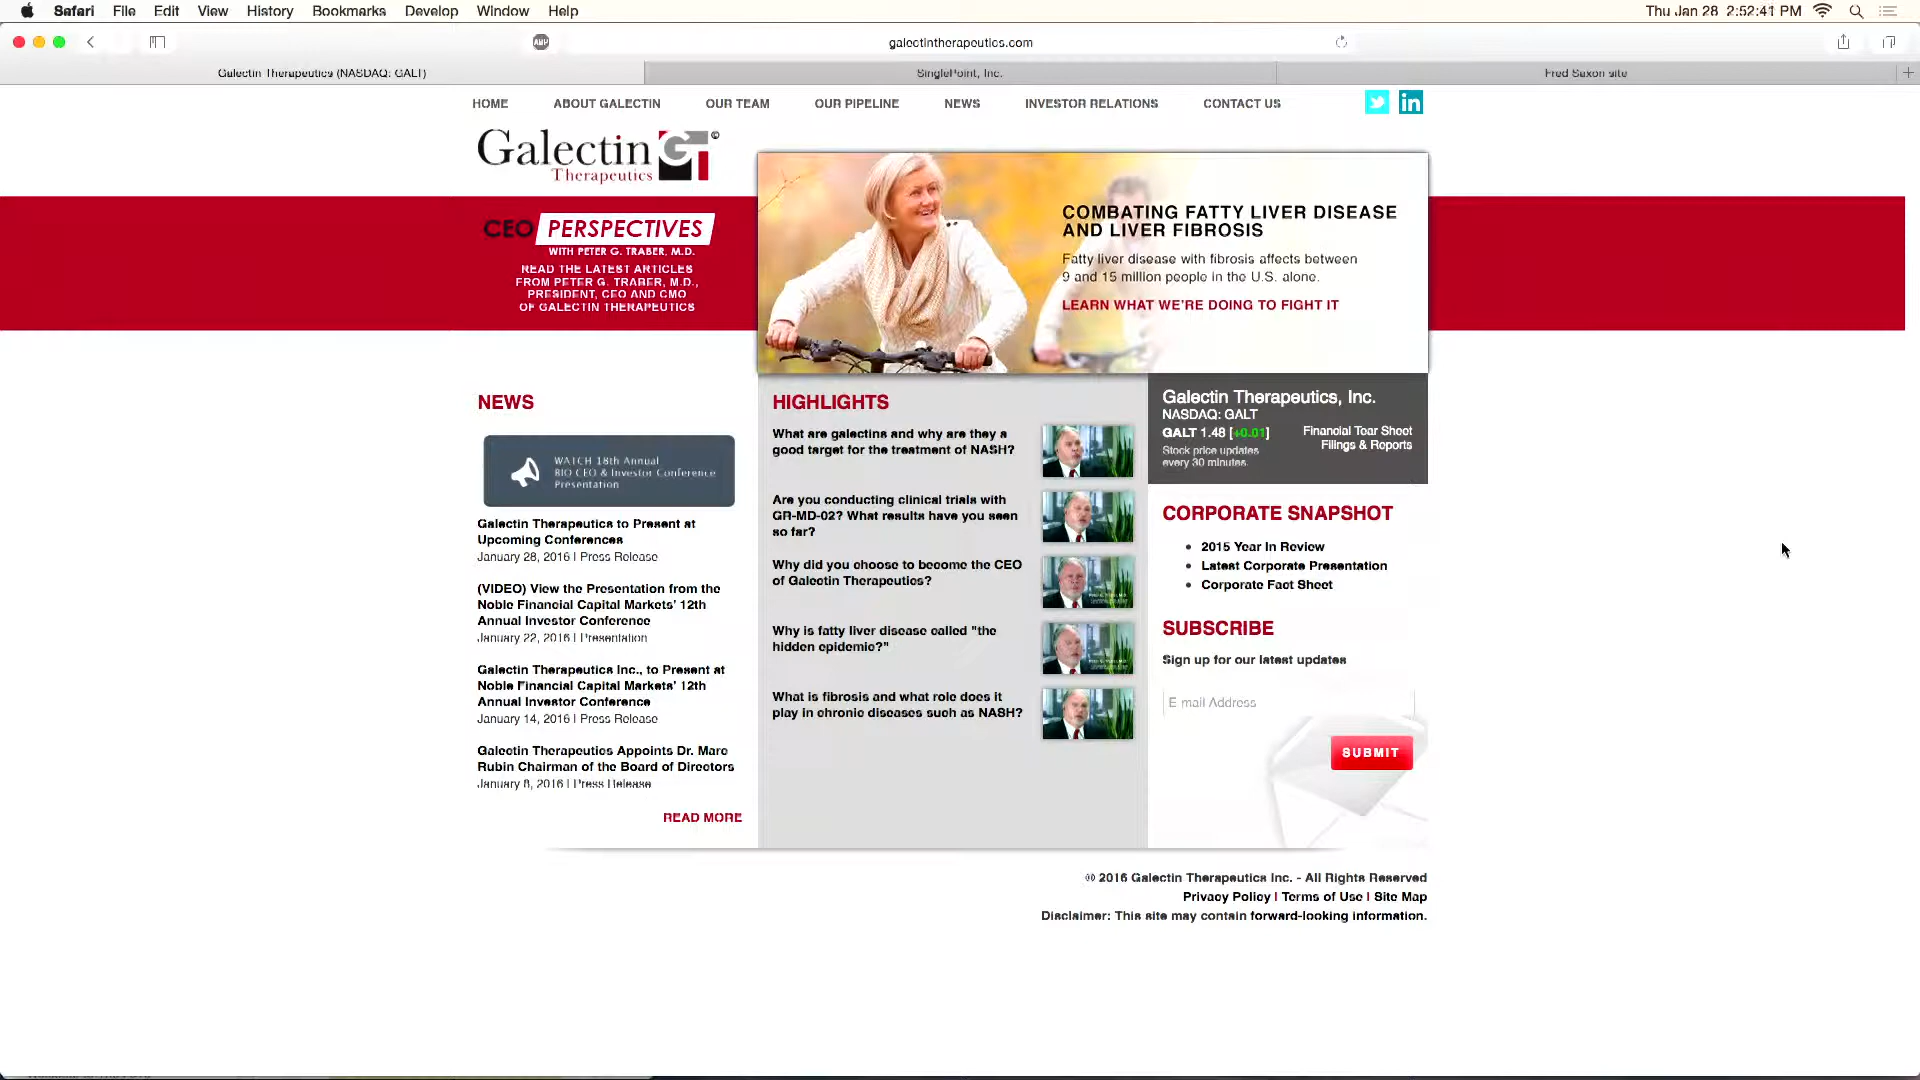 Safari File Edit View History Bookmarks Develop Window Help
Thu Jan 28 2:52:41 PM
galectintherapeutics.com
Galectin Therapeutics (NASDAQ: GALT)
SinglePoint, Inc.
Fred Saxon site
HOME ABOUT GALECTIN OUR TEAM OUR PIPELINE NEWS INVESTOR RELATIONS CONTACT US
Galectin GT
Therapeutics
CEO PERSPECTIVES
WITH PETER G. TRABER, M.D.
READ THE LATEST ARTICLES
FROM PETER G. TRABER, M.D.,
PRESIDENT, CEO AND CMO
OF GALECTIN THERAPEUTICS
COMBATING FATTY LIVER DISEASE
AND LIVER FIBROSIS
Fatty liver disease with fibrosis affects between
9 and 15 million people in the U.S. alone.
LEARN WHAT WE'RE DOING TO FIGHT IT
NEWS
WATCH 18th Annual
BIO CEO & Investor Conference
Presentation
Galectin Therapeutics to Present at
Upcoming Conferences
January 28, 2016 | Press Release
(VIDEO) View the Presentation from the
Noble Financial Capital Markets' 12th
Annual Investor Conference
January 22, 2016 | Presentation
Galectin Therapeutics Inc., to Present at
Noble Financial Capital Markets' 12th
Annual Investor Conference
January 14, 2016 | Press Release
Galectin Therapeutics Appoints Dr. Marc
Rubin Chairman of the Board of Directors
January 8, 2016 | Press Release
READ MORE
HIGHLIGHTS
What are galectins and why are they a
good target for the treatment of NASH?
Are you conducting clinical trials with
GR-MD-02? What results have you seen
so far?
Why did you choose to become the CEO
of Galectin Therapeutics?
Why is fatty liver disease called "the
hidden epidemic?"
What is fibrosis and what role does it
play in chronic diseases such as NASH?
Galectin Therapeutics, Inc.
NASDAQ: GALT
GALT 1.48 [+0.01]
Stock price updates
every 30 minutes.
Financial Tear Sheet
Filings & Reports
CORPORATE SNAPSHOT
2015 Year In Review
Latest Corporate Presentation
Corporate Fact Sheet
SUBSCRIBE
Sign up for our latest updates
E-mail Address
SUBMIT
© 2016 Galectin Therapeutics Inc. - All Rights Reserved
Privacy Policy | Terms of Use | Site Map
Disclaimer: This site may contain forward-looking information.